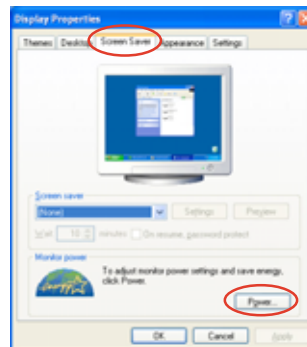 Display Properties
Themes Desktop Screen Saver Appearance Settings
Screen saver
(None) Settings Preview
Wait 10 minutes On resume, password protect
Monitor power
To adjust monitor power settings and save energy,
click Power.
Power...
OK Cancel Apply